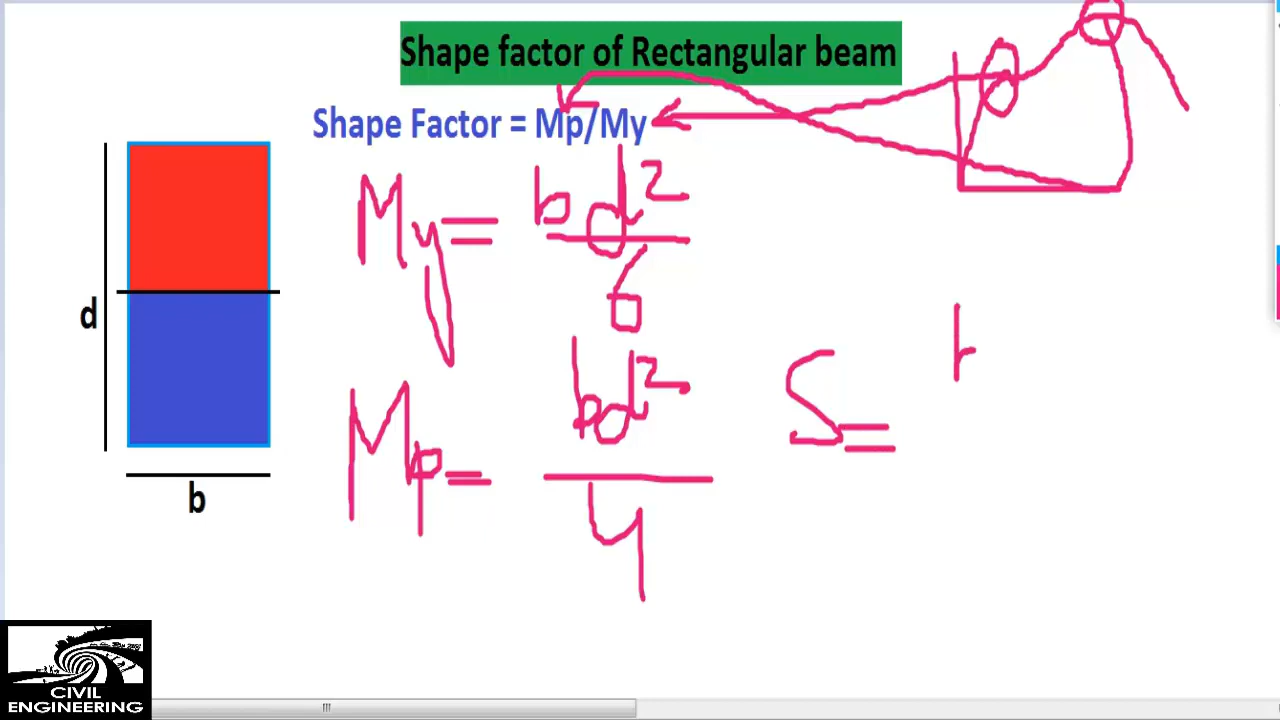 Shape factor of Rectangular beam
Shape Factor = Mp/My
My = bd²
6
d
Mp = bd²
4
S = b
b
CIVIL
ENGINEERING